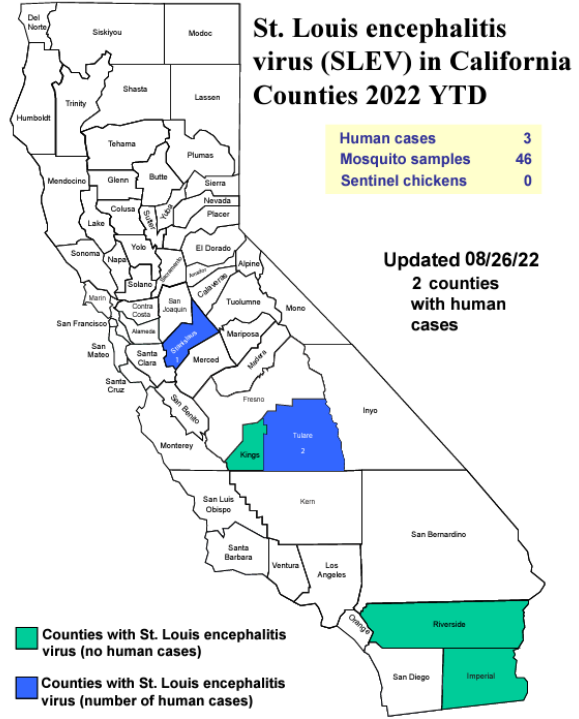 St. Louis encephalitis
virus (SLEV) in California
Counties 2022 YTD
Human cases 3
Mosquito samples 46
Sentinel chickens 0
Updated 08/26/22
2 counties
with human
cases
Del
Norte
Siskiyou
Modoc
Humboldt
Trinity
Shasta
Lassen
Tehama
Plumas
Mendocino
Glenn
Butte
Sierra
Colusa
Sutter
Yuba
Nevada
Placer
Lake
Sonoma
Napa
Yolo
Sacramento
El Dorado
Amador
Alpine
Solano
Marin
Contra
Costa
San
Joaquin
Calaveras
Tuolumne
Mono
San Francisco
Alameda
Stanislaus
1
Mariposa
San
Mateo
Santa
Clara
Merced
Madera
Santa
Cruz
San Benito
Fresno
Inyo
Monterey
Kings
Tulare
2
San Luis
Obispo
Kern
San Bernardino
Santa
Barbara
Ventura
Los
Angeles
Orange
Riverside
San Diego
Imperial
Counties with St. Louis encephalitis
virus (no human cases)
Counties with St. Louis encephalitis
virus (number of human cases)